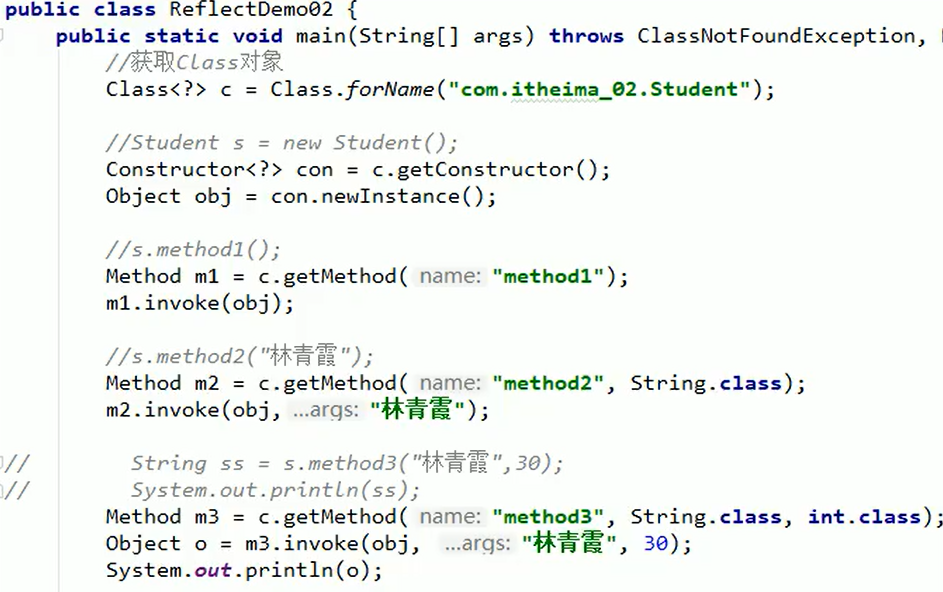 public class ReflectDemo02 {
public static void main(String[] args) throws ClassNotFoundException,
//获取Class对象
Class<?> c = Class.forName("com.itheima_02.Student");
//Student s = new Student();
Constructor<?> con = c.getConstructor();
Object obj = con.newInstance();
//s.method1();
Method m1 = c.getMethod( name: "method1");
m1.invoke(obj);
//s.method2("林青霞");
Method m2 = c.getMethod( name: "method2", String.class);
m2.invoke(obj, ...args: "林青霞");
// String ss = s.method3("林青霞",30);
// System.out.println(ss);
Method m3 = c.getMethod( name: "method3", String.class, int.class);
Object o = m3.invoke(obj, ...args: "林青霞", 30);
System.out.println(o);